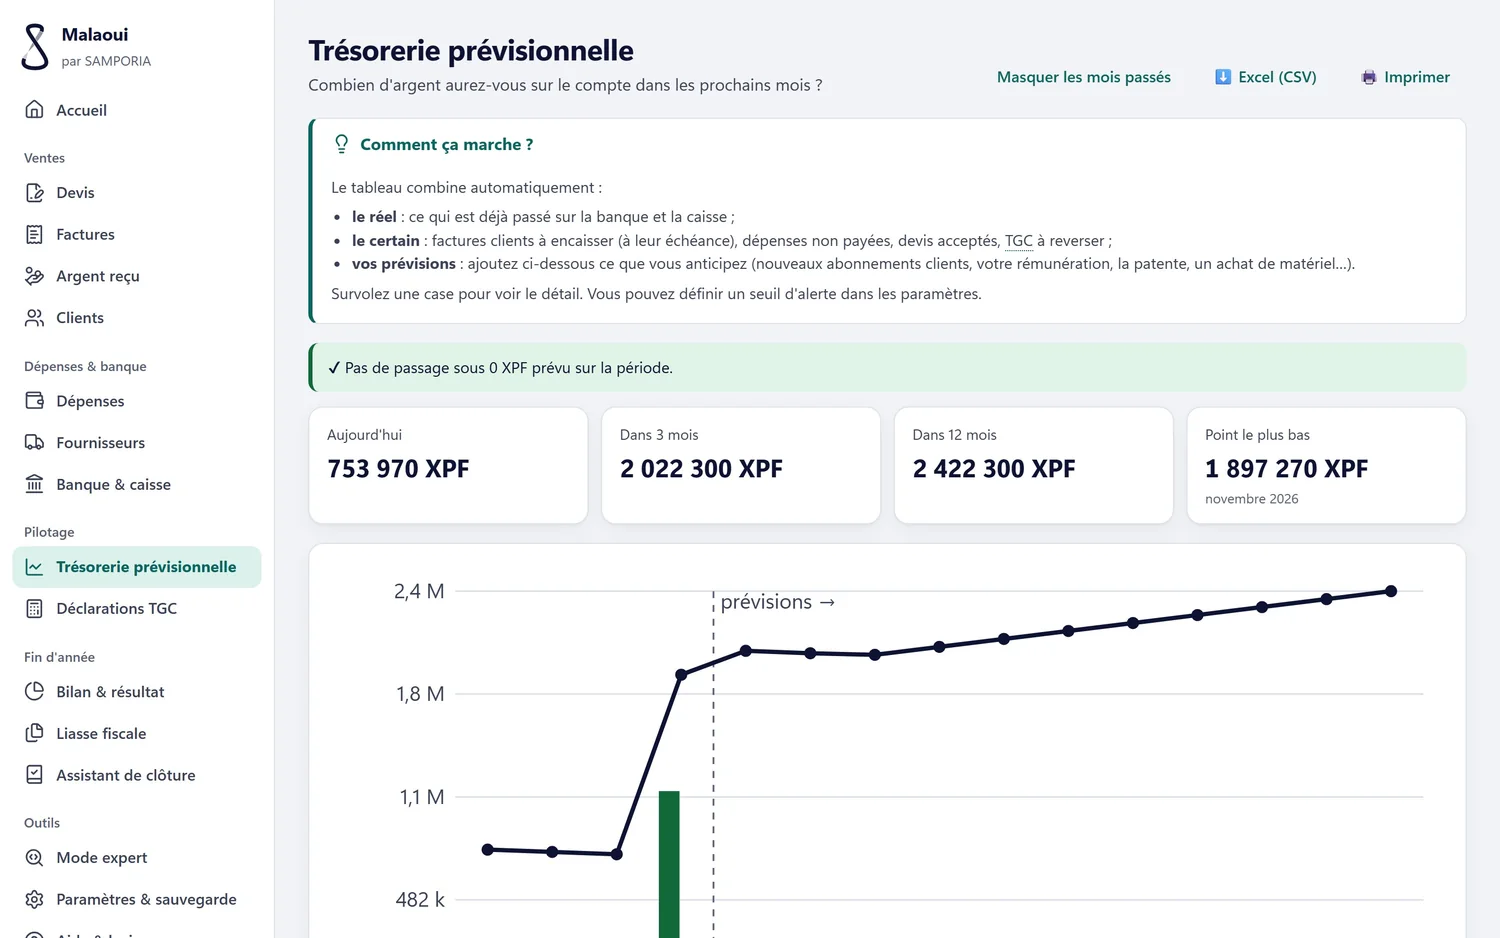 Malaoui
par SAMPORIA
Accueil
Ventes
Devis
Factures
Argent reçu
Clients
Dépenses & banque
Dépenses
Fournisseurs
Banque & caisse
Pilotage
Trésorerie prévisionnelle
Déclarations TGC
Fin d'année
Bilan & résultat
Liasse fiscale
Assistant de clôture
Outils
Mode expert
Paramètres & sauvegarde
Trésorerie prévisionnelle
Combien d'argent aurez-vous sur le compte dans les prochains mois ?
Masquer les mois passés
Excel (CSV)
Imprimer
Comment ça marche ?
Le tableau combine automatiquement :
• le réel : ce qui est déjà passé sur la banque et la caisse ;
• le certain : factures clients à encaisser (à leur échéance), dépenses non payées, devis acceptés, TGC à reverser ;
• vos prévisions : ajoutez ci-dessous ce que vous anticipez (nouveaux abonnements clients, votre rémunération, la patente, un achat de matériel...).
Survolez une case pour voir le détail. Vous pouvez définir un seuil d'alerte dans les paramètres.
✓ Pas de passage sous 0 XPF prévu sur la période.
Aujourd'hui
753 970 XPF
Dans 3 mois
2 022 300 XPF
Dans 12 mois
2 422 300 XPF
Point le plus bas
1 897 270 XPF
novembre 2026
2,4 M
prévisions →
1,8 M
1,1 M
482 k